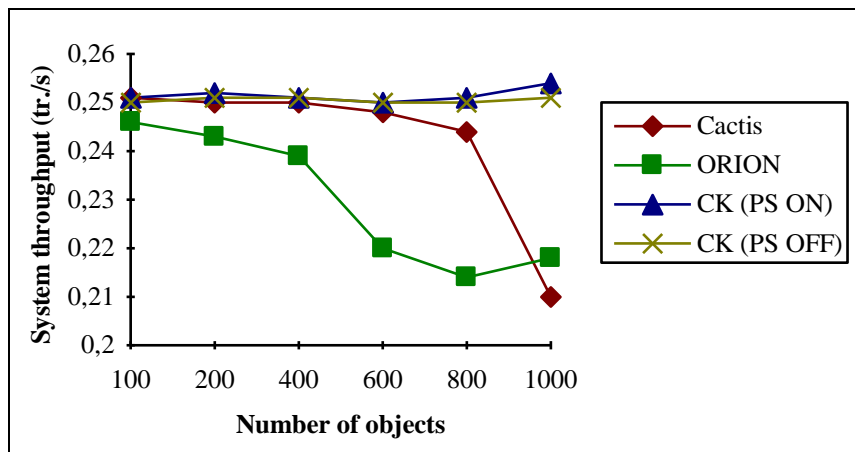 System throughput (tr./s)
0,26
0,25
0,24
0,23
0,22
0,21
0,2
100 200 400 600 800 1000
Number of objects
Cactis
ORION
CK (PS ON)
CK (PS OFF)